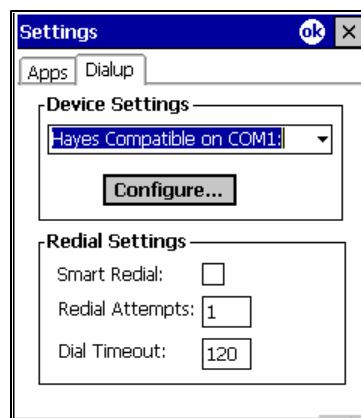 Settings ok ×
Apps Dialup
Device Settings
Hayes Compatible on COM1:
Configure...
Redial Settings
Smart Redial:
Redial Attempts: 1
Dial Timeout: 120